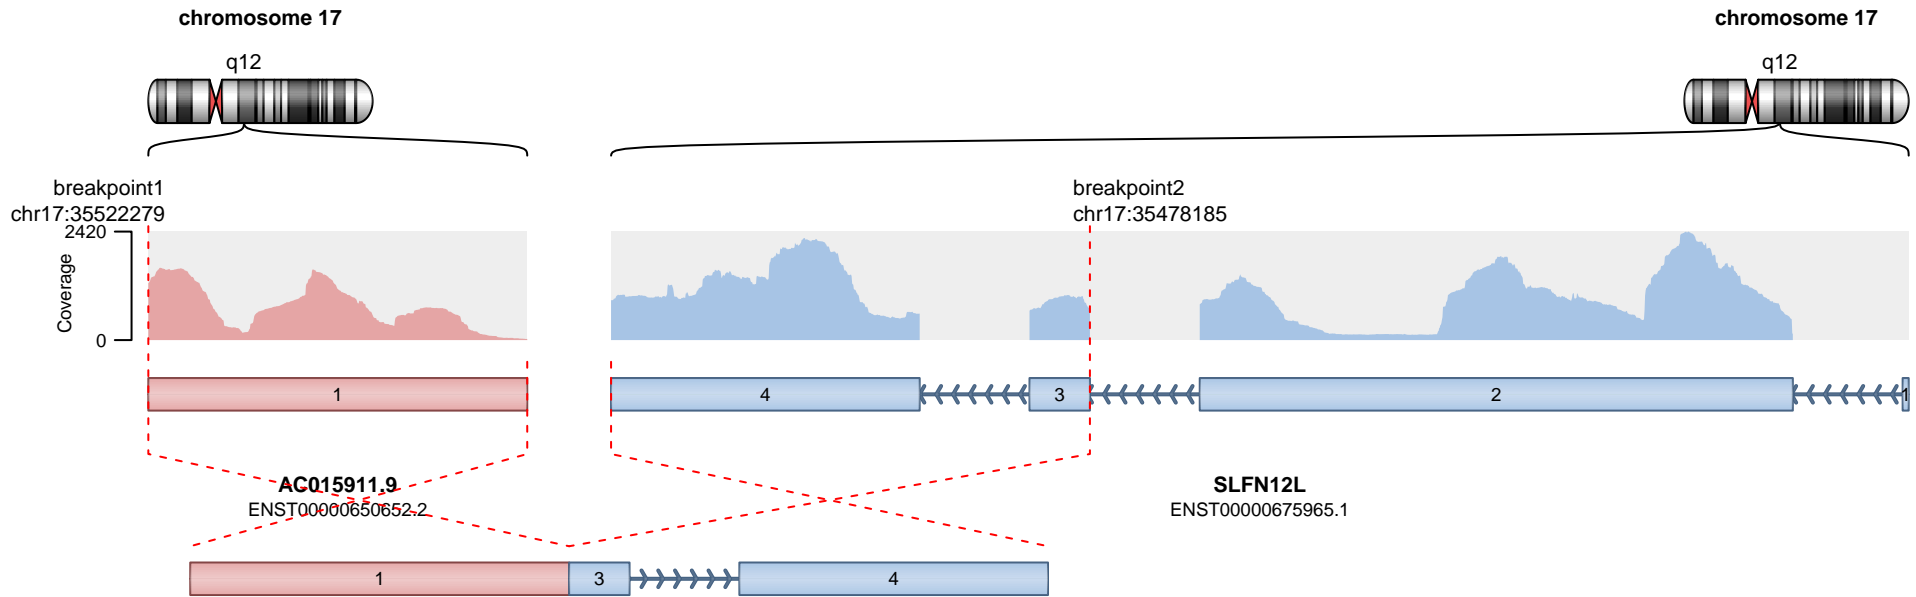 chromosome 17
chromosome 17
q12
q12
breakpoint1
chr17:35522279
breakpoint2
chr17:35478185
2420
Coverage
0
1
4
3
2
1
AC015911.9
ENST00000650652.2
SLFN12L
ENST00000675965.1
1
3
4